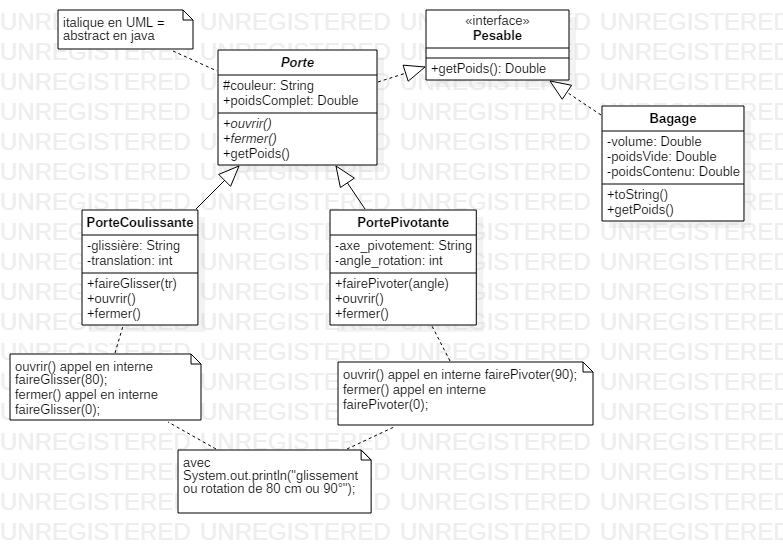 italique en UML =
abstract en java
«interface»
Pesable
+getPoids(): Double
Porte
#couleur: String
+poidsComplet: Double
+ouvrir()
+fermer()
+getPoids()
Bagage
-volume: Double
-poidsVide: Double
-poidsContenu: Double
+toString()
+getPoids()
PorteCoulissante
-glissière: String
-translation: int
+faireGlisser(tr)
+ouvrir()
+fermer()
PortePivotante
-axe_pivotement: String
-angle_rotation: int
+fairePivoter(angle)
+ouvrir()
+fermer()
ouvrir() appel en interne
faireGlisser(80);
fermer() appel en interne
faireGlisser(0);
ouvrir() appel en interne fairePivoter(90);
fermer() appel en interne
fairePivoter(0);
avec
System.out.println("glissement
ou rotation de 80 cm ou 90°");
UNREGISTERED